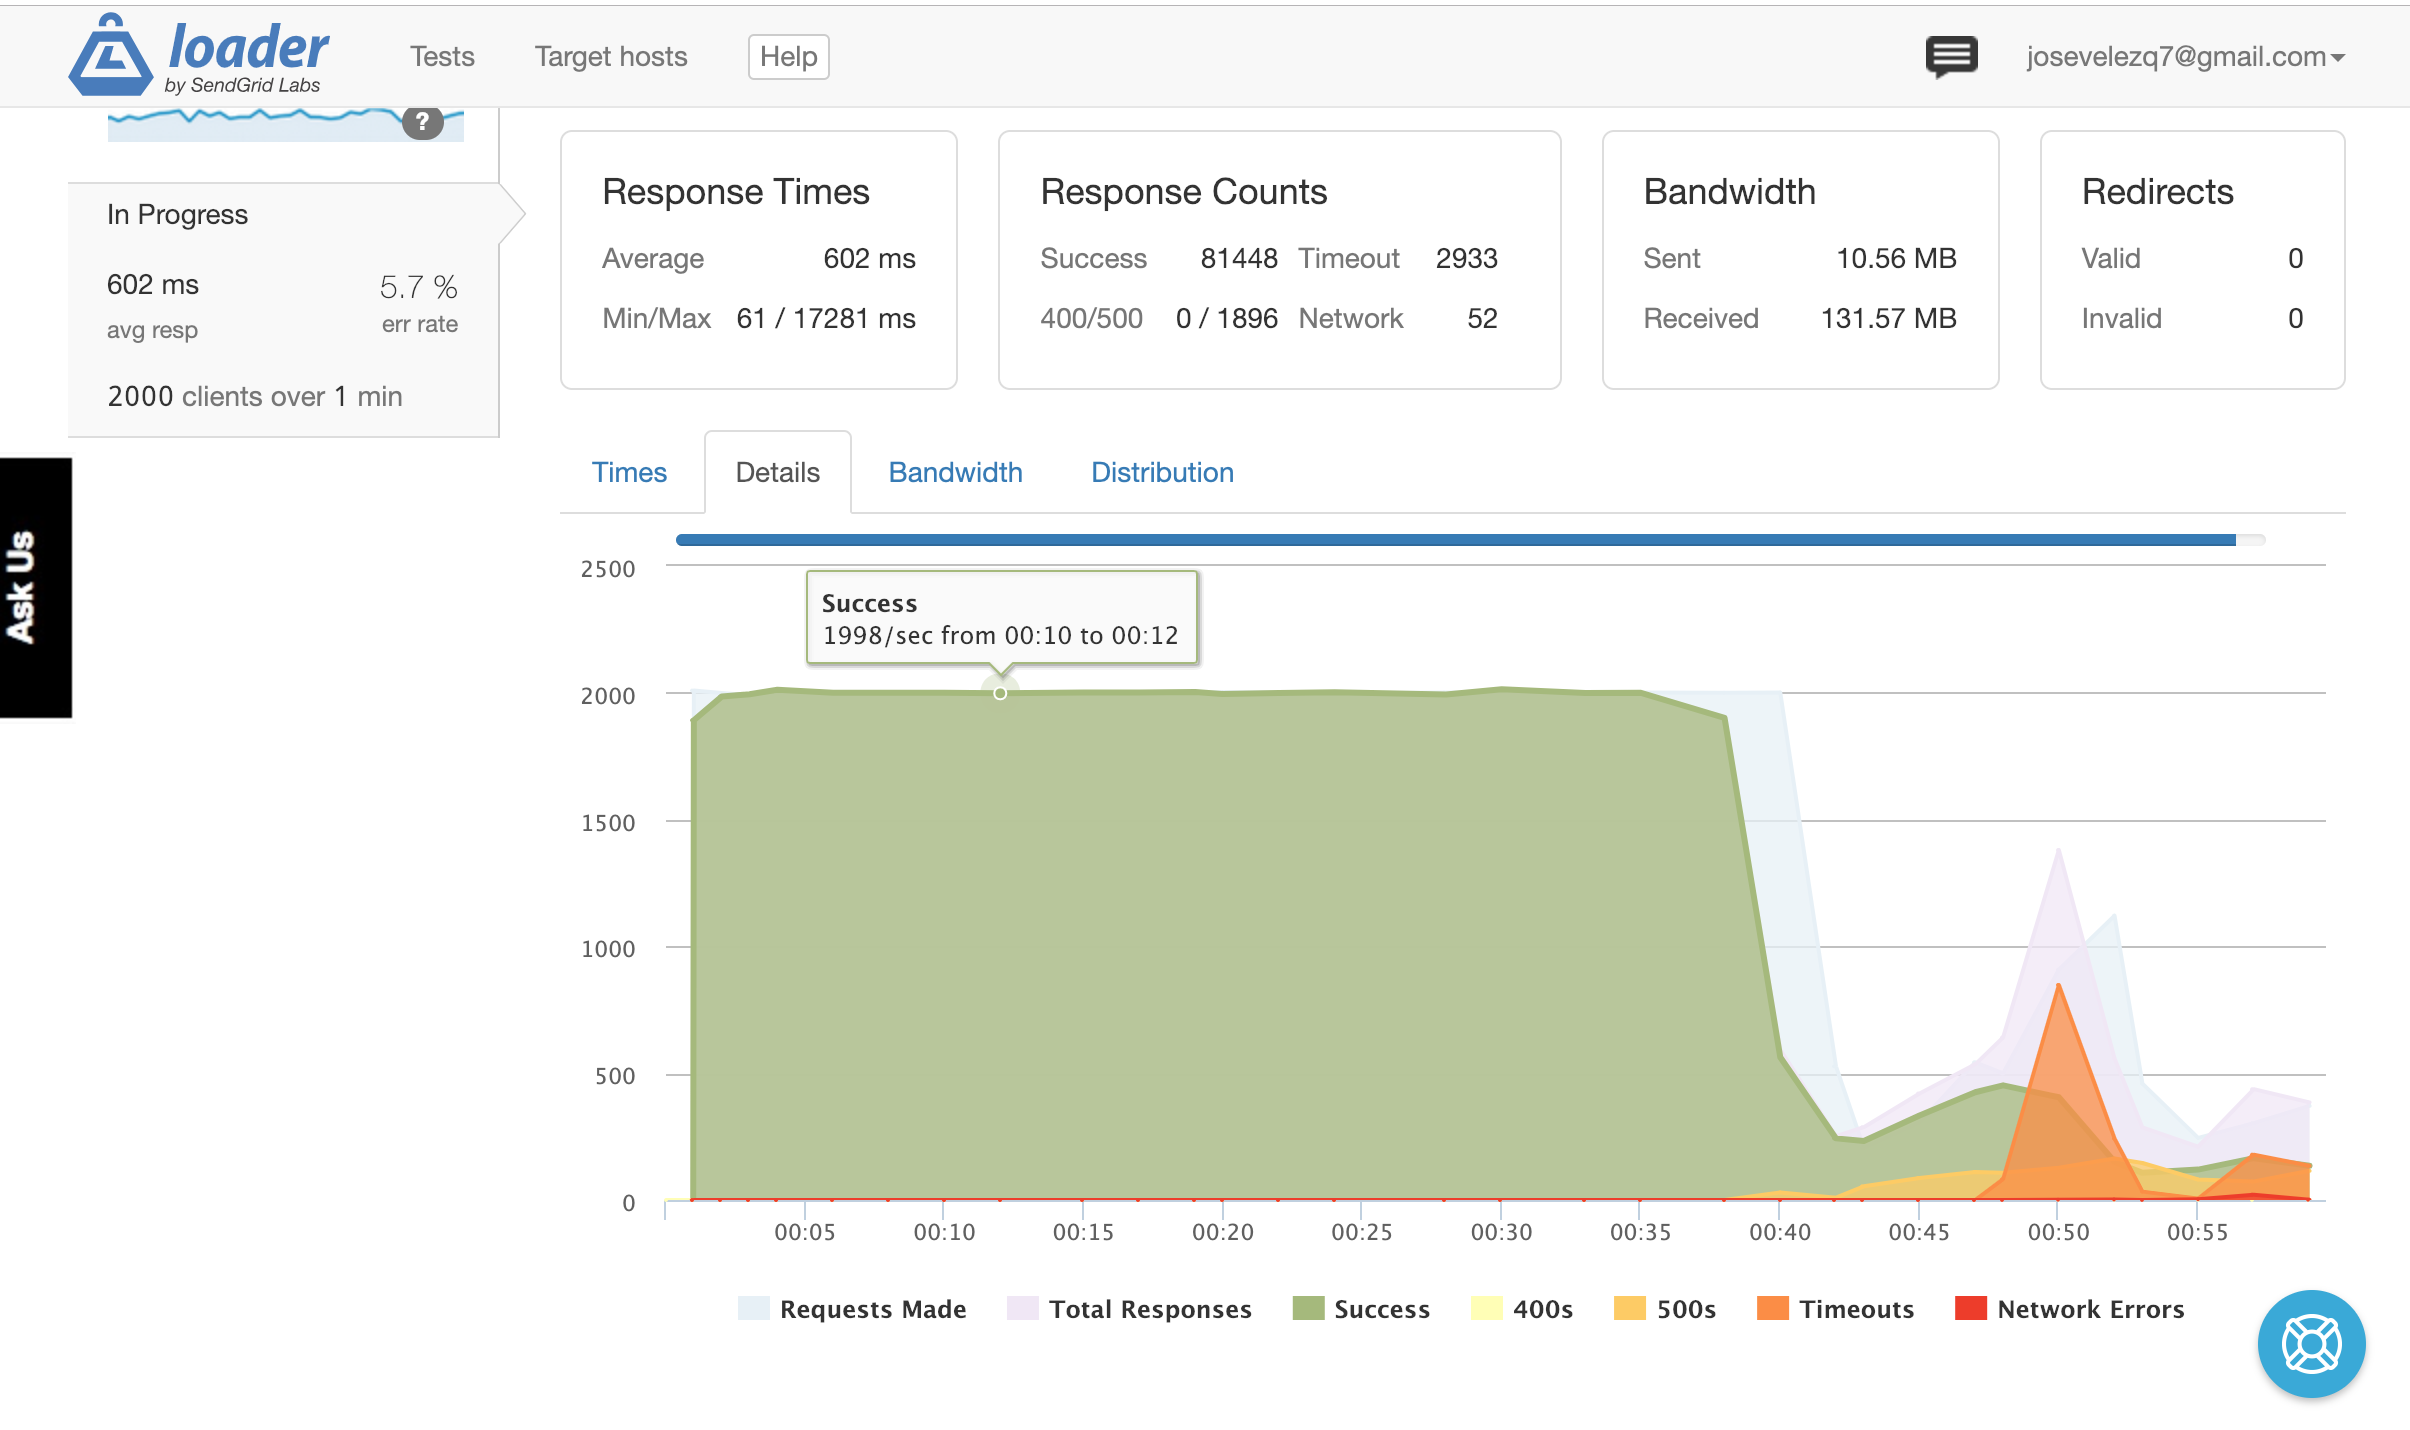 loader
by SendGrid Labs
Tests
Target hosts
Help
josevelezq7@gmail.com
?
In Progress
602 ms
5.7 %
avg resp
err rate
2000 clients over 1 min
Ask Us
Response Times
Average 602 ms
Min/Max 61 / 17281 ms
Response Counts
Success 81448 Timeout 2933
400/500 0 / 1896 Network 52
Bandwidth
Sent 10.56 MB
Received 131.57 MB
Redirects
Valid 0
Invalid 0
Times
Details
Bandwidth
Distribution
2500
Success
1998/sec from 00:10 to 00:12
2000
1500
1000
500
0
00:05 00:10 00:15 00:20 00:25 00:30 00:35 00:40 00:45 00:50 00:55
Requests Made Total Responses Success 400s 500s Timeouts Network Errors